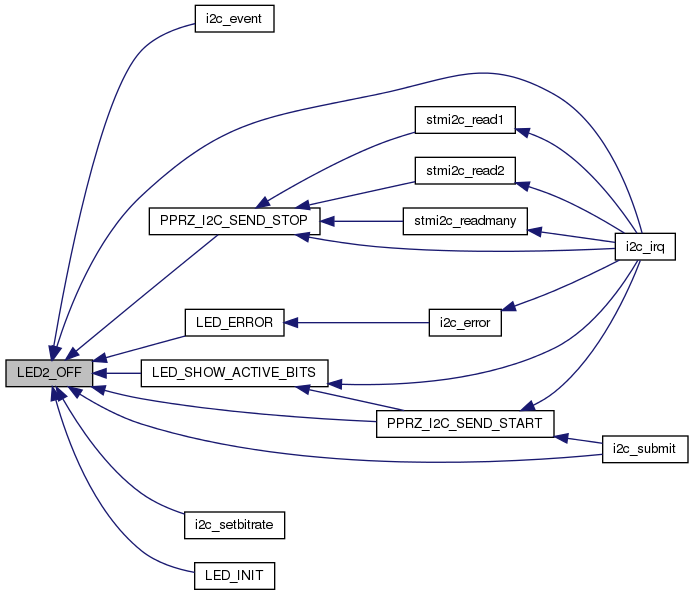 i2c_event
stmi2c_read1
stmi2c_read2
PPRZ_I2C_SEND_STOP
stmi2c_readmany
i2c_irq
LED_ERROR
i2c_error
LED2_OFF
LED_SHOW_ACTIVE_BITS
PPRZ_I2C_SEND_START
i2c_submit
i2c_setbitrate
LED_INIT